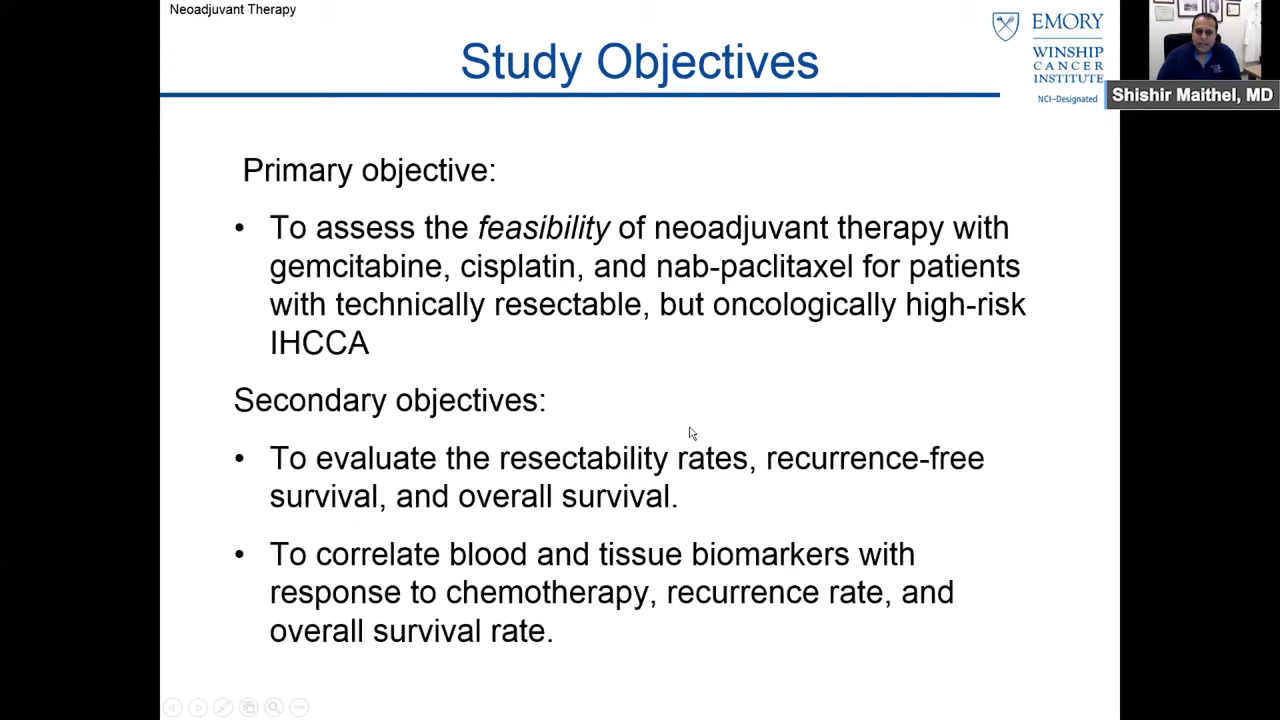 Neoadjuvant Therapy
Study Objectives
EMORY
WINSHIP
CANCER
INSTITUTE
NCI–Designated
Shishir Maithel, MD
Primary objective:
• To assess the feasibility of neoadjuvant therapy with
gemcitabine, cisplatin, and nab-paclitaxel for patients
with technically resectable, but oncologically high-risk
IHCCA
Secondary objectives:
• To evaluate the resectability rates, recurrence-free
survival, and overall survival.
• To correlate blood and tissue biomarkers with
response to chemotherapy, recurrence rate, and
overall survival rate.